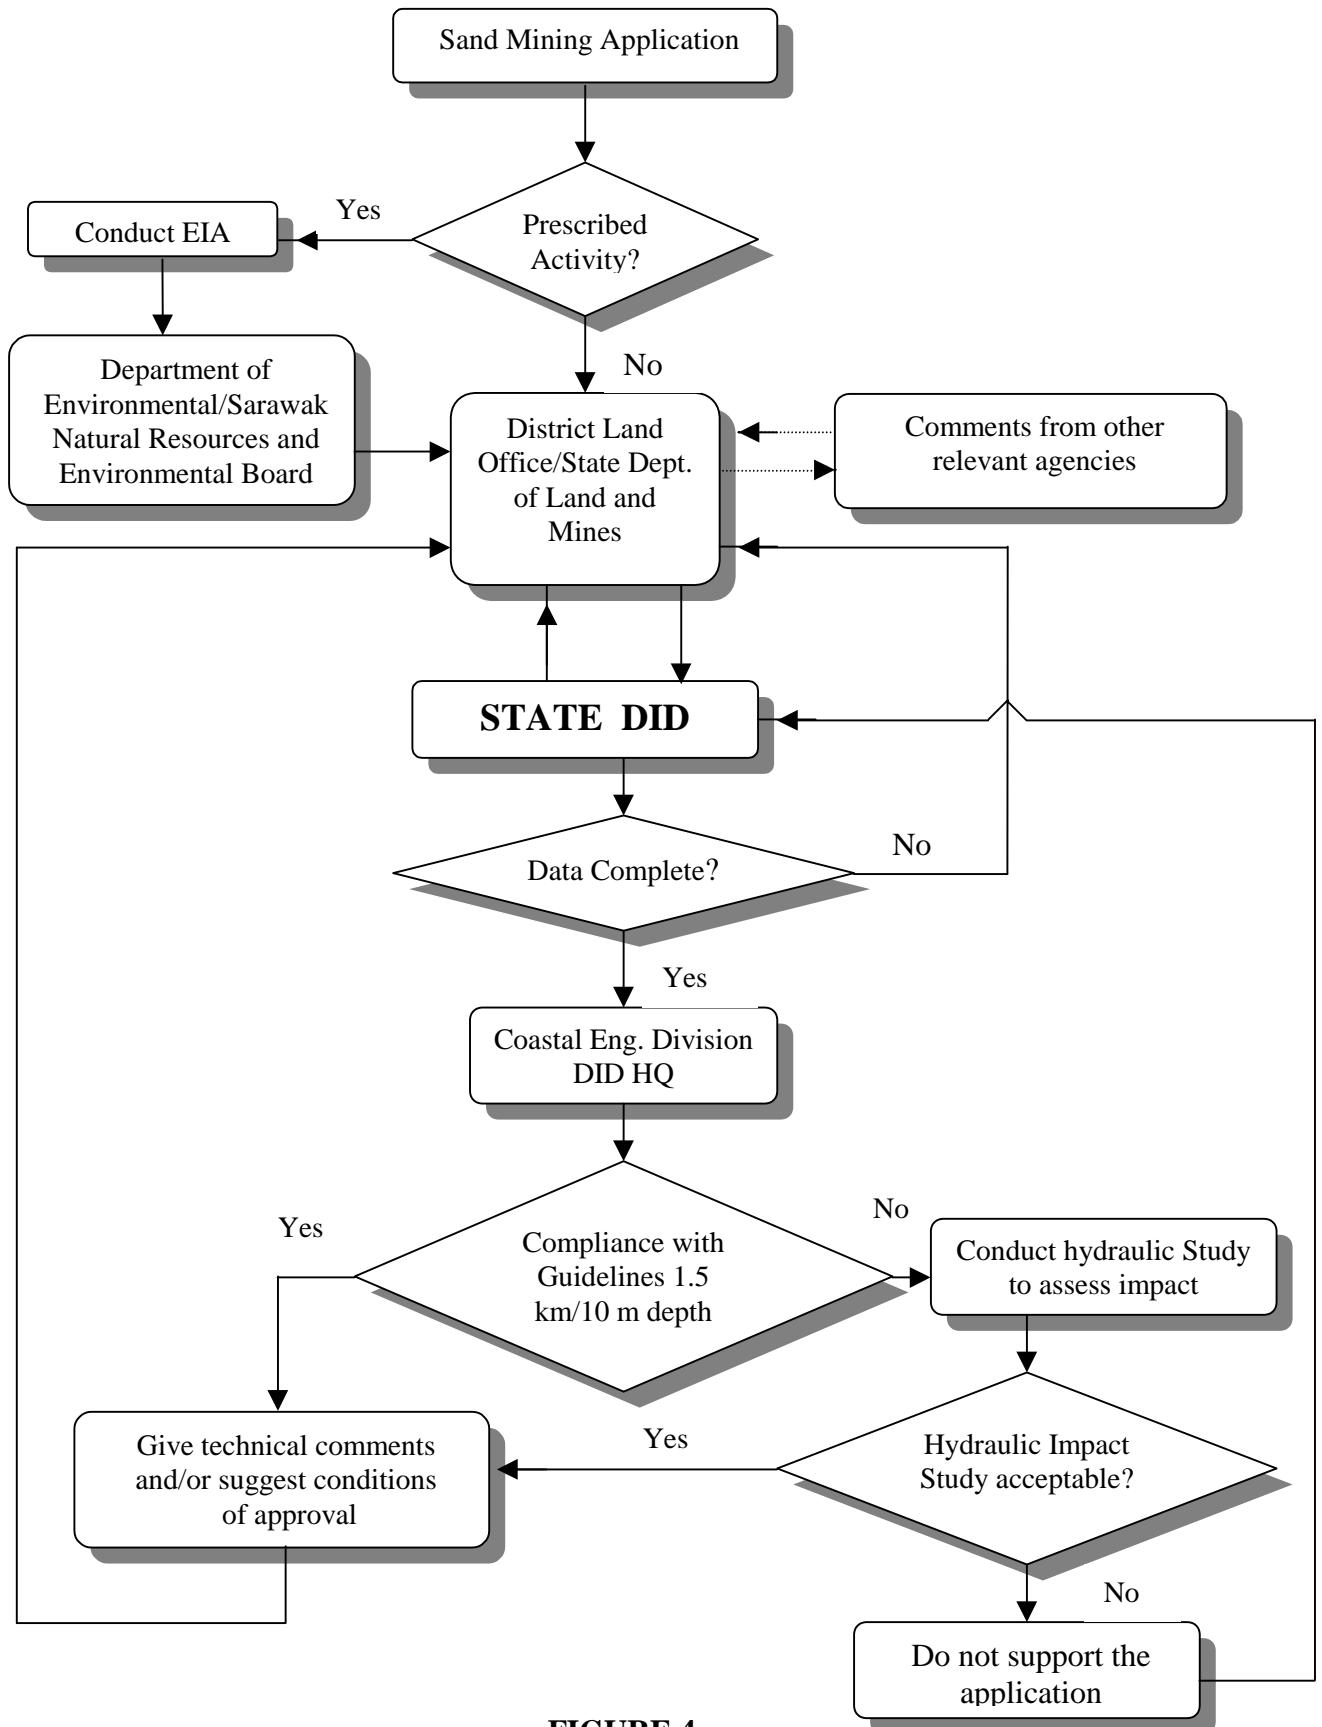 Sand Mining Application
Yes
Prescribed
Activity?
Conduct EIA
No
Department of
Environmental/Sarawak
Natural Resources and
Environmental Board
District Land
Office/State Dept.
of Land and
Mines
Comments from other
relevant agencies
STATE DID
Data Complete?
No
Yes
Coastal Eng. Division
DID HQ
Yes
Compliance with
Guidelines 1.5
km/10 m depth
No
Conduct hydraulic Study
to assess impact
Give technical comments
and/or suggest conditions
of approval
Yes
Hydraulic Impact
Study acceptable?
No
Do not support the
application
FIGURE 4